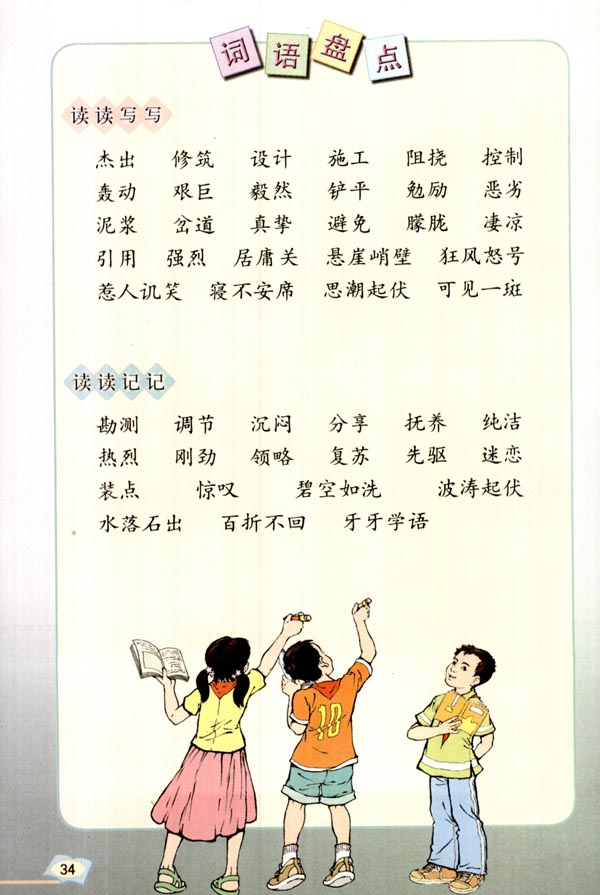 词语盘点
读读写写
杰出 修筑 设计 施工 阻挠 控制
轰动 艰巨 毅然 铲平 勉励 恶劣
泥浆 岔道 真挚 避免 朦胧 凄凉
引用 强烈 居庸关 悬崖峭壁 狂风怒号
惹人讥笑 寝不安席 思潮起伏 可见一斑
读读记记
勘测 调节 沉闷 分享 抚养 纯洁
热烈 刚劲 领略 复苏 先驱 迷恋
装点 惊叹 碧空如洗 波涛起伏
水落石出 百折不回 牙牙学语
10
34